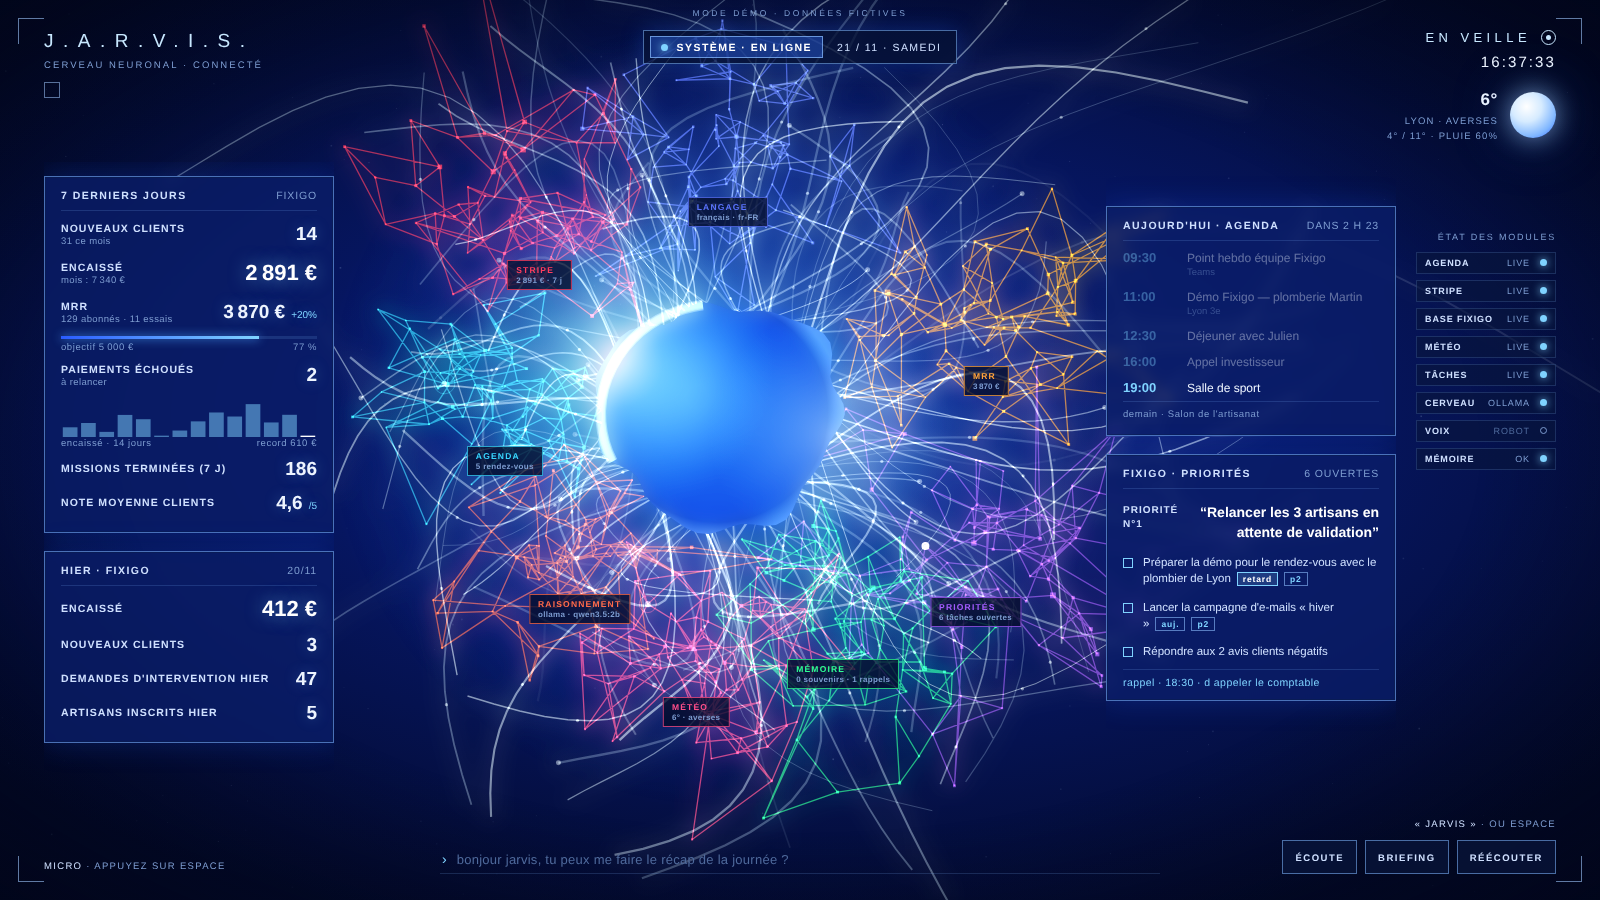 MODE DÉMO · DONNÉES FICTIVES
J.A.R.V.I.S.
CERVEAU NEURONAL · CONNECTÉ
SYSTÈME · EN LIGNE
21 / 11 · SAMEDI
EN VEILLE
16:37:33
6°
LYON · AVERSES
4° / 11° · PLUIE 60%
7 DERNIERS JOURS
FIXIGO
NOUVEAUX CLIENTS
31 ce mois
14
ENCAISSÉ
mois : 7 340 €
2 891 €
MRR
129 abonnés · 11 essais
3 870 € +20%
objectif 5 000 €
77 %
PAIEMENTS ÉCHOUÉS
à relancer
2
encaissé · 14 jours
record 610 €
MISSIONS TERMINÉES (7 J)
186
NOTE MOYENNE CLIENTS
4,6 /5
HIER · FIXIGO
20/11
ENCAISSÉ
412 €
NOUVEAUX CLIENTS
3
DEMANDES D'INTERVENTION HIER
47
ARTISANS INSCRITS HIER
5
LANGAGE
français · fr-FR
STRIPE
2 891 € · 7 j
MRR
3 870 €
AGENDA
5 rendez-vous
RAISONNEMENT
ollama · qwen3.5:2b
PRIORITÉS
6 tâches ouvertes
MÉMOIRE
0 souvenirs · 1 rappels
MÉTÉO
6° · averses
AUJOURD'HUI · AGENDA
DANS 2 H 23
09:30 Point hebdo équipe Fixigo
Teams
11:00 Démo Fixigo — plomberie Martin
Lyon 3e
12:30 Déjeuner avec Julien
16:00 Appel investisseur
19:00 Salle de sport
demain · Salon de l'artisanat
FIXIGO · PRIORITÉS
6 OUVERTES
PRIORITÉ
N°1
“Relancer les 3 artisans en
attente de validation”
Préparer la démo pour le rendez-vous avec le
plombier de Lyon retard p2
Lancer la campagne d'e-mails « hiver
» auj. p2
Répondre aux 2 avis clients négatifs
rappel · 18:30 · d appeler le comptable
ÉTAT DES MODULES
AGENDA LIVE
STRIPE LIVE
BASE FIXIGO LIVE
MÉTÉO LIVE
TÂCHES LIVE
CERVEAU OLLAMA
VOIX ROBOT
MÉMOIRE OK
MICRO · APPUYEZ SUR ESPACE
› bonjour jarvis, tu peux me faire le récap de la journée ?
« JARVIS » · OU ESPACE
ÉCOUTE
BRIEFING
RÉÉCOUTER